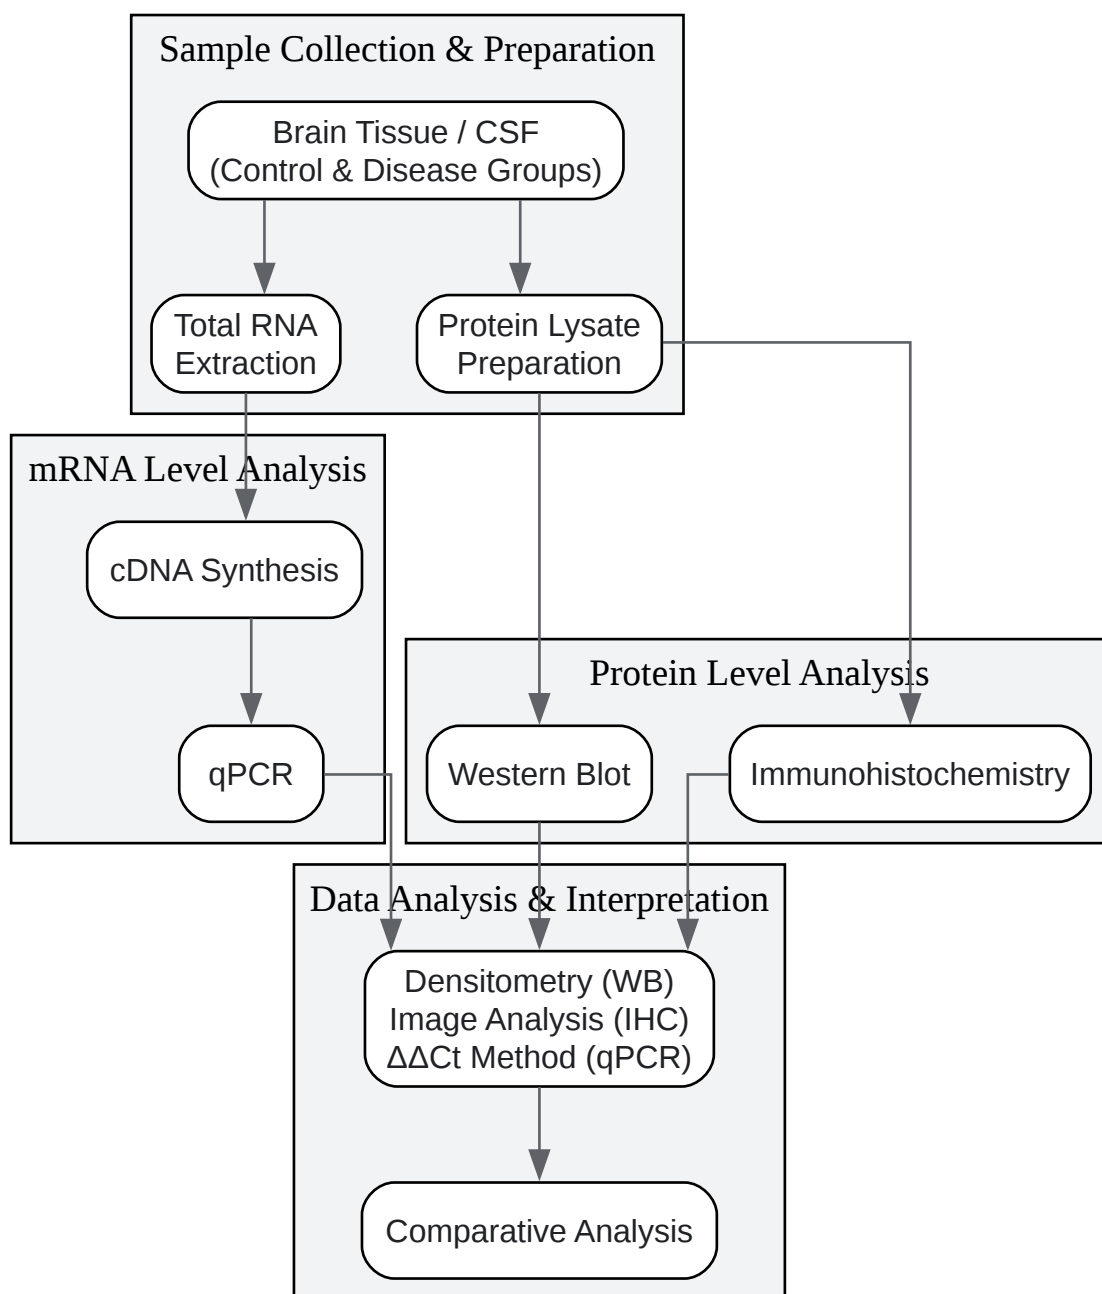 Sample Collection & Preparation
Brain Tissue / CSF
(Control & Disease Groups)
Total RNA
Extraction
Protein Lysate
Preparation
mRNA Level Analysis
cDNA Synthesis
qPCR
Protein Level Analysis
Western Blot
Immunohistochemistry
Data Analysis & Interpretation
Densitometry (WB)
Image Analysis (IHC)
ΔΔCt Method (qPCR)
Comparative Analysis